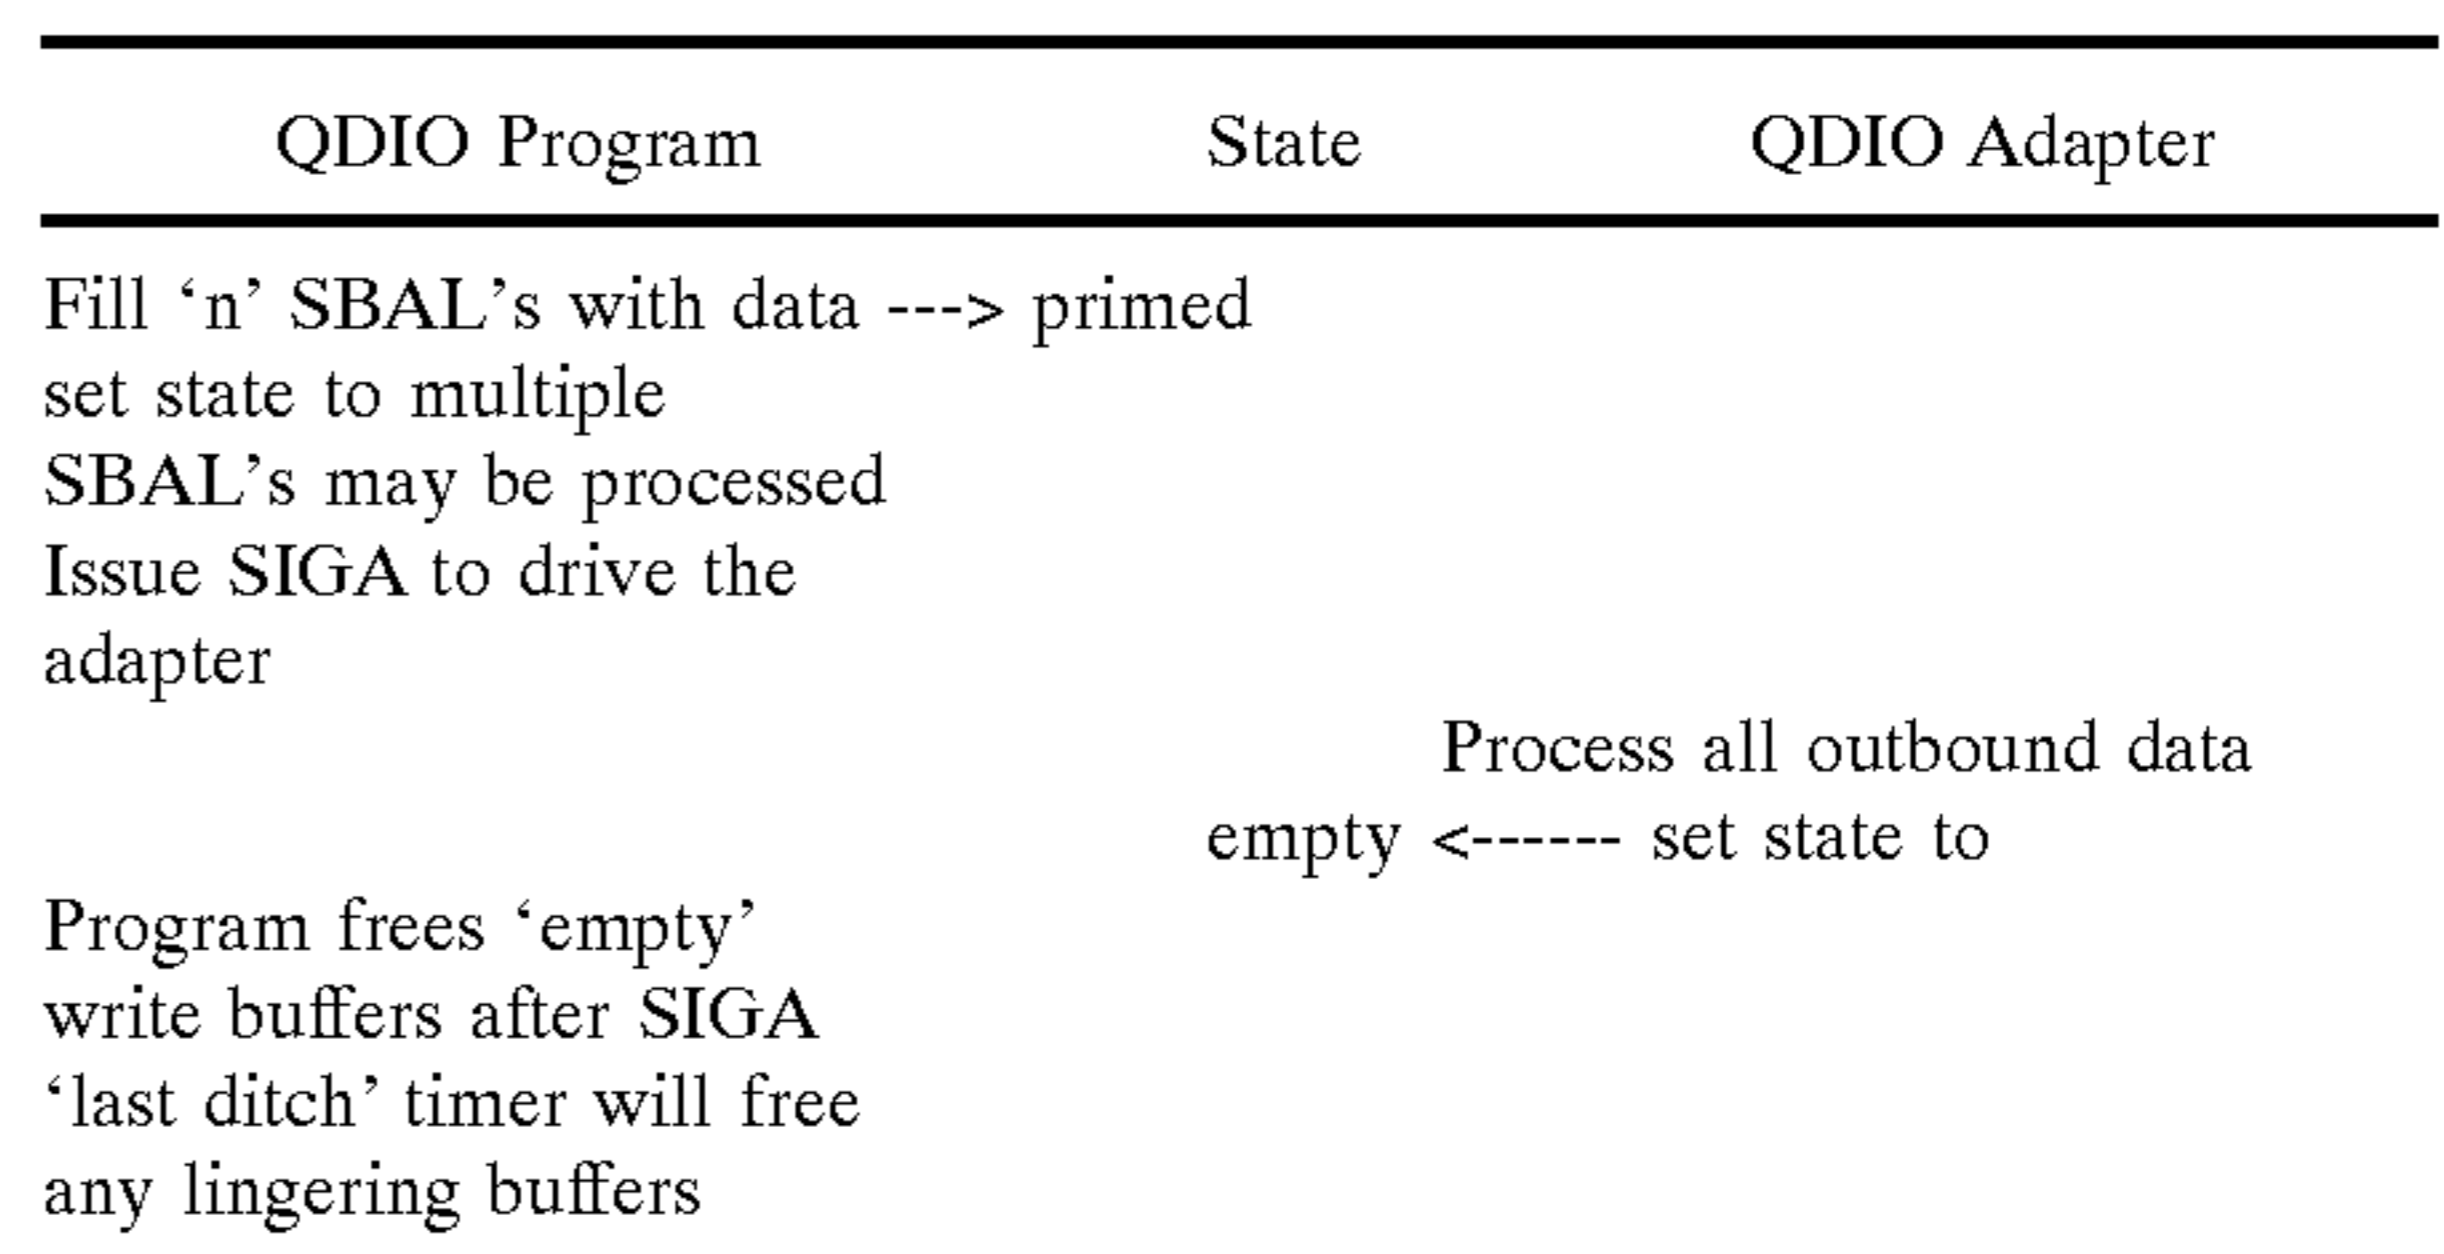 QDIO Program State QDIO Adapter
Fill ‘n’ SBAL’s with data ---> primed
set state to multiple
SBAL’s may be processed
Issue SIGA to drive the
adapter
Process all outbound data
empty <------ set state to
Program frees ‘empty’
write buffers after SIGA
‘last ditch’ timer will free
any lingering buffers